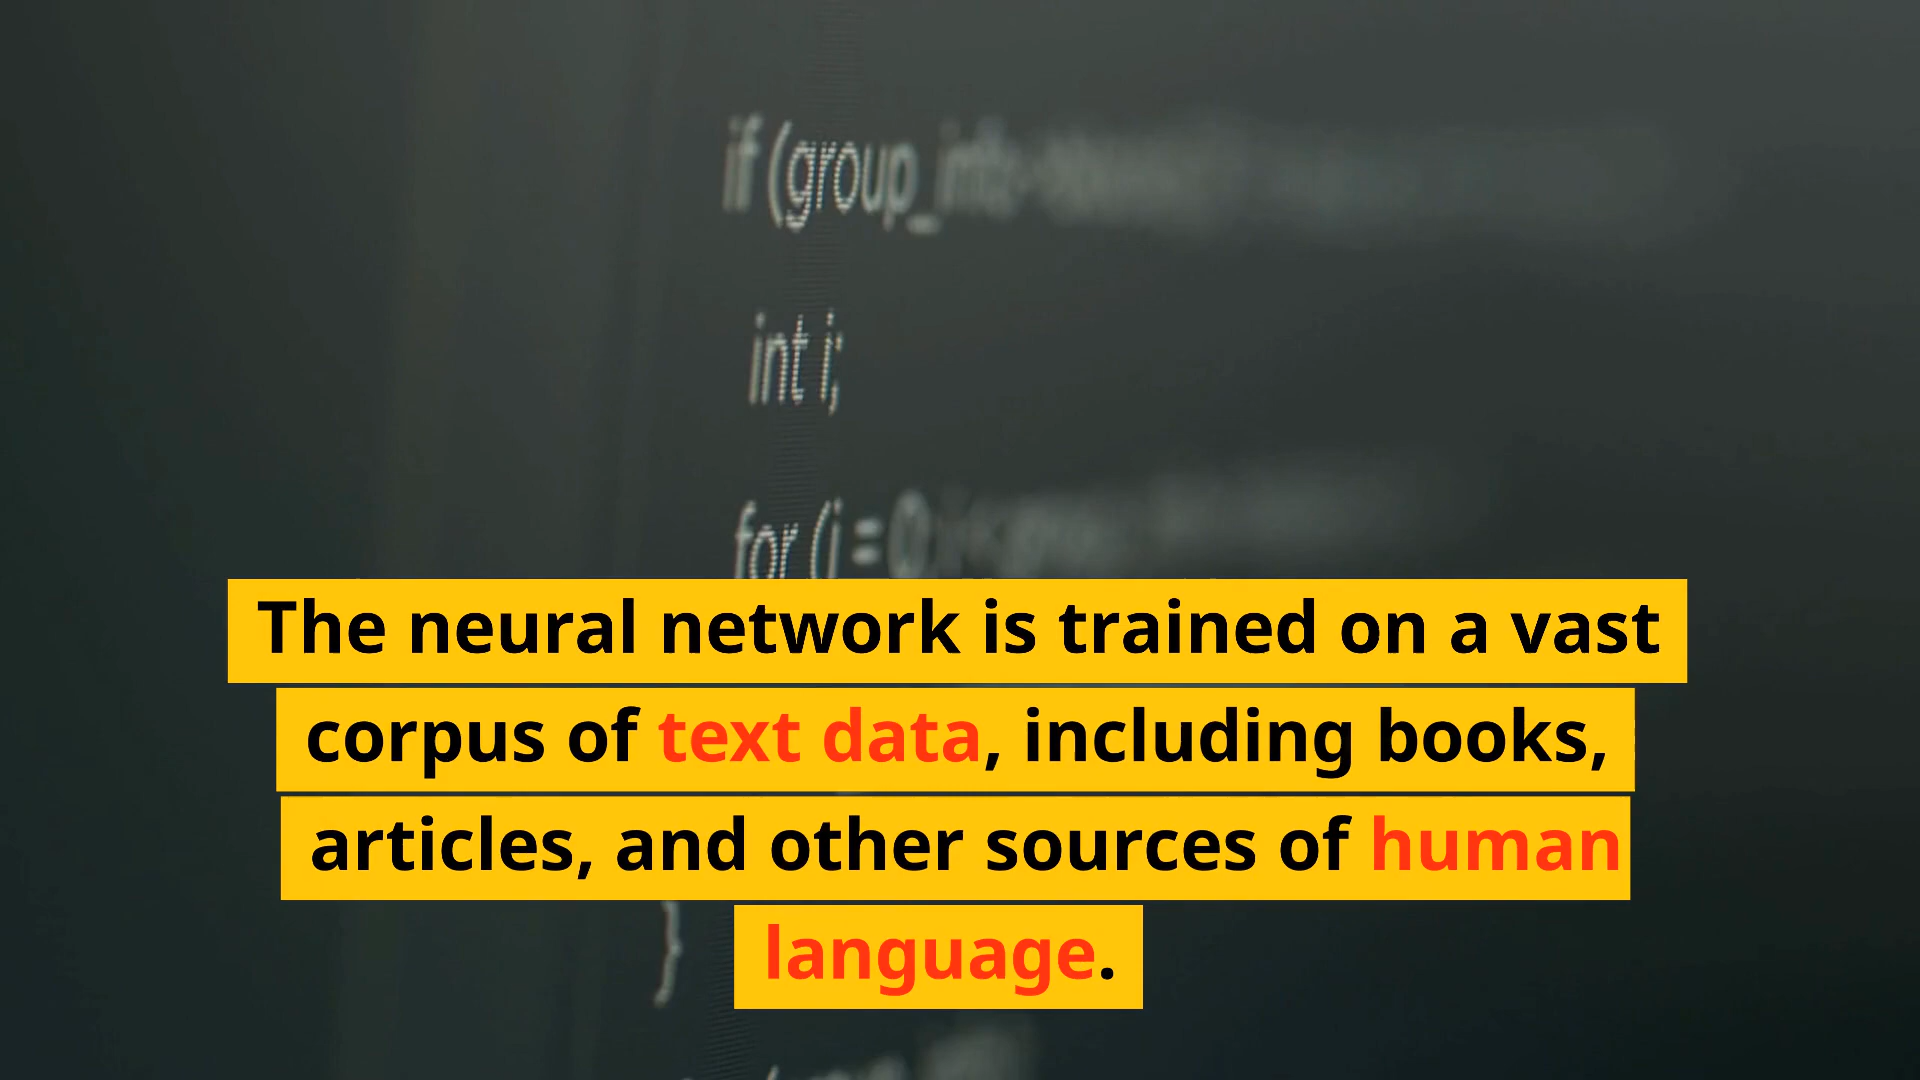 if (group_info
int i;
for (i = 0;
The neural network is trained on a vast
corpus of text data, including books,
articles, and other sources of human
language.
}